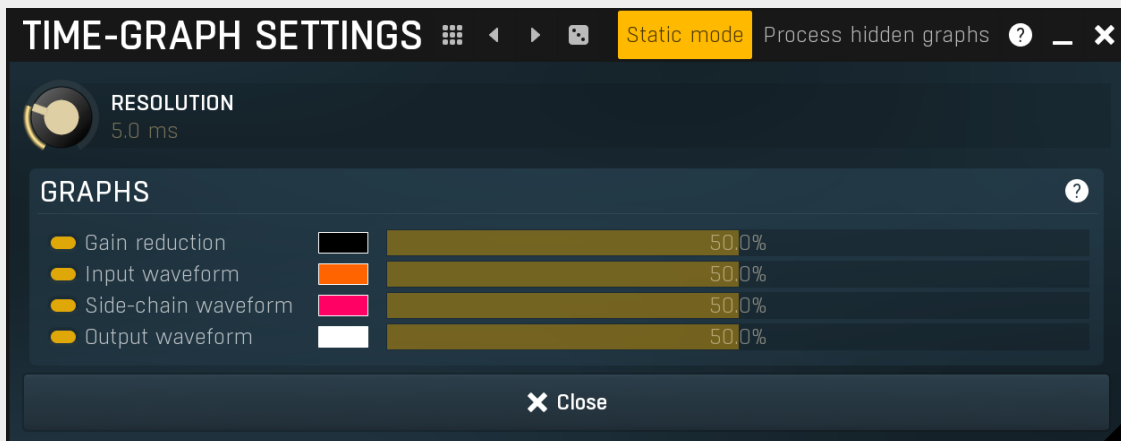 TIME-GRAPH SETTINGS Static mode Process hidden graphs ?
RESOLUTION
5.0 ms
GRAPHS ?
Gain reduction 50.0%
Input waveform 50.0%
Side-chain waveform 50.0%
Output waveform 50.0%
Close